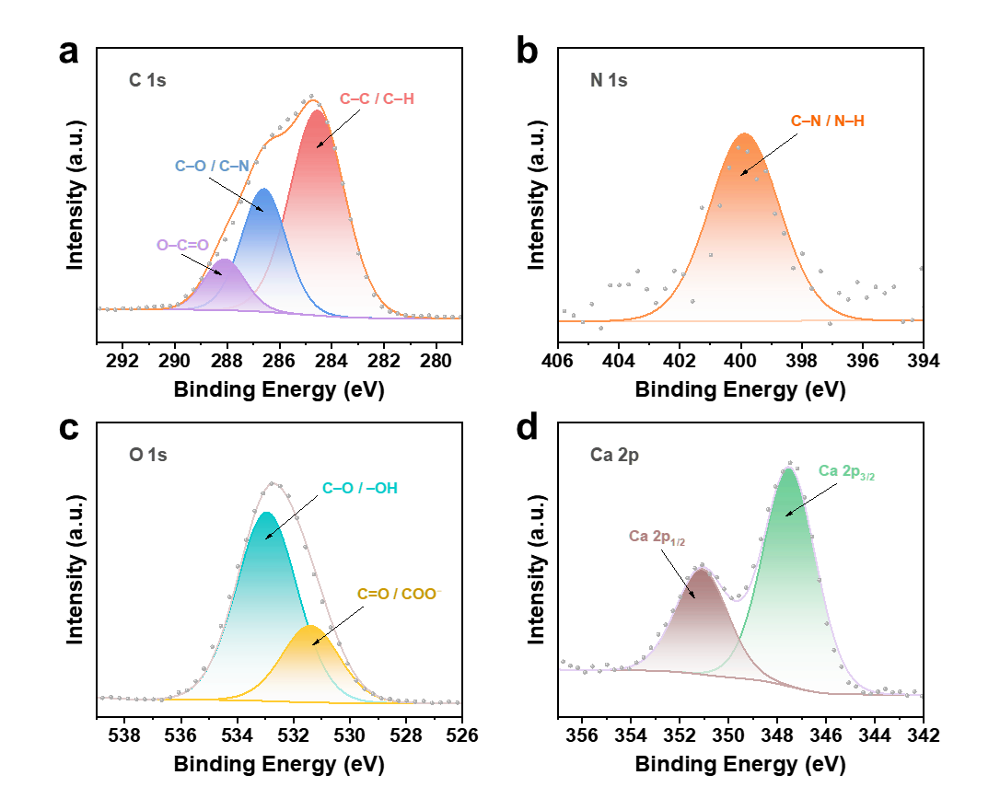 a
C 1s
C–C / C–H
C–O / C–N
O–C=O
Intensity (a.u.)
292 290 288 286 284 282 280
Binding Energy (eV)
b
N 1s
C–N / N–H
Intensity (a.u.)
406 404 402 400 398 396 394
Binding Energy (eV)
c
O 1s
C–O / –OH
C=O / COO⁻
Intensity (a.u.)
538 536 534 532 530 528 526
Binding Energy (eV)
d
Ca 2p
Ca 2p3/2
Ca 2p1/2
Intensity (a.u.)
356 354 352 350 348 346 344 342
Binding Energy (eV)